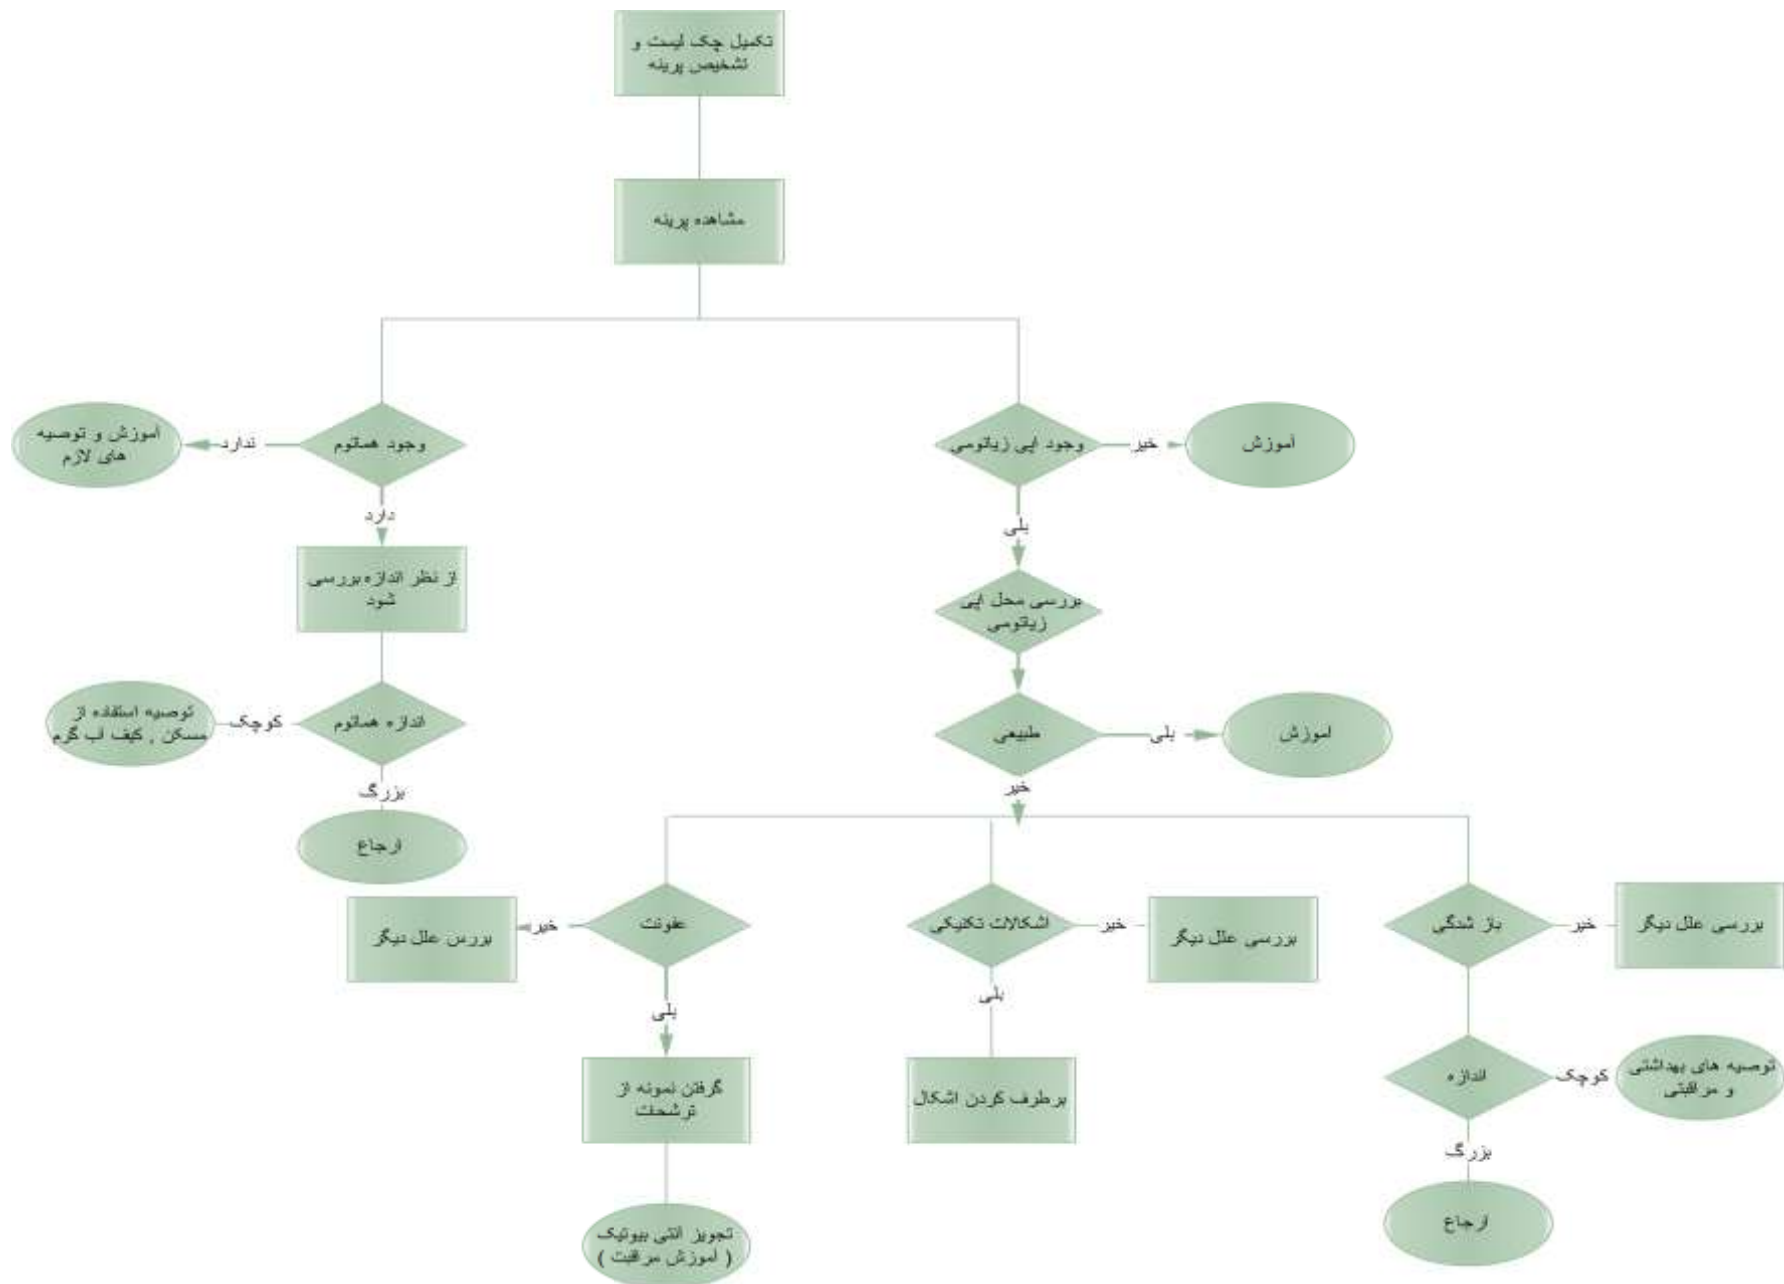 تکمیل چک لیست و
تشخیص پرینه
مشاهده پرینه
وجود هماتوم
ندارد
آموزش و توصیه
های لازم
دارد
از نظر اندازه بررسی
شود
اندازه هماتوم
کوچک
توصیه استفاده از
مسکن , کیف اب گرم
بزرگ
ارجاع
وجود اپی زیاتومی
خیر
آموزش
بلی
بررسی محل اپی
زیاتومی
طبیعی
بلی
اموزش
خیر
باز شدگی
خیر
بررسی علل دیگر
اندازه
کوچک
توصیه های بهداشتی
و مراقبتی
بزرگ
ارجاع
اشکالات تکنیکی
خیر
بررسی علل دیگر
بلی
برطرف کردن اشکال
عفونت
خیر
بررس علل دیگر
بلی
گرفتن نمونه از
ترشحات
تجویز انتی بیوتیک
( آموزش مراقبت )